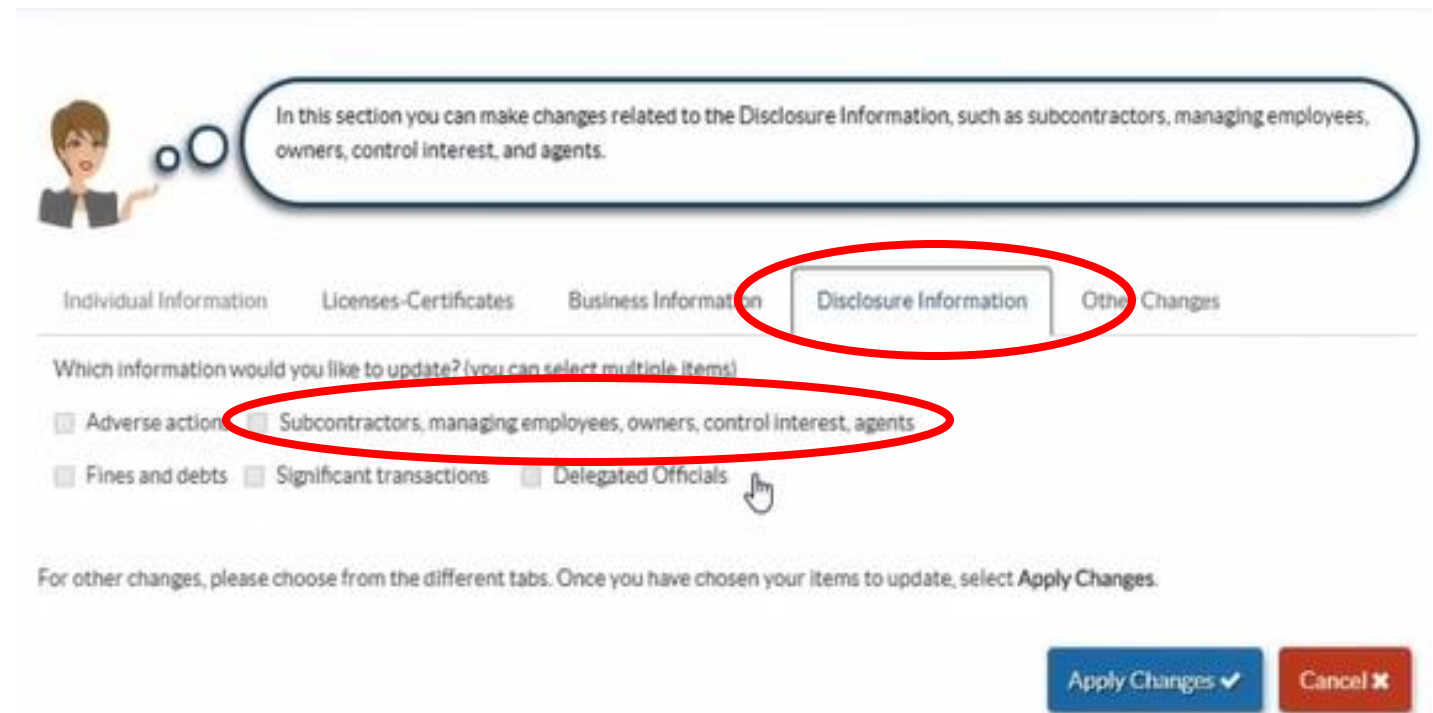 In this section you can make changes related to the Disclosure Information, such as subcontractors, managing employees,
owners, control interest, and agents.
Individual Information Licenses-Certificates Business Information Disclosure Information Other Changes
Which information would you like to update? (you can select multiple items)
Adverse actions Subcontractors, managing employees, owners, control interest, agents
Fines and debts Significant transactions Delegated Officials
For other changes, please choose from the different tabs. Once you have chosen your items to update, select Apply Changes.
Apply Changes Cancel